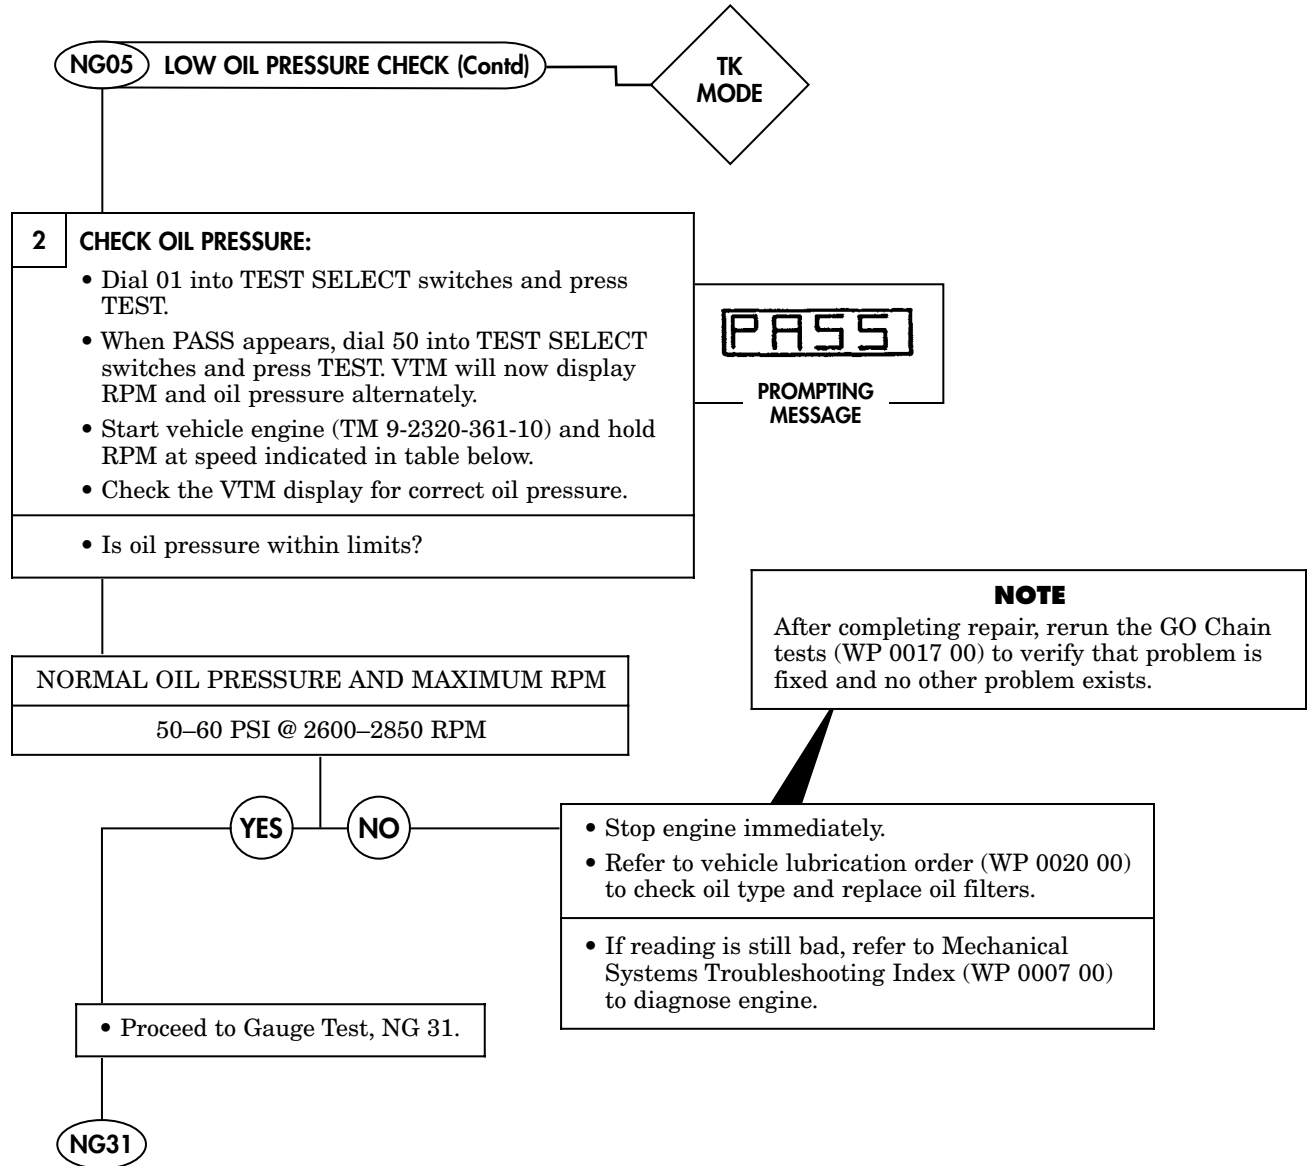 NG05 LOW OIL PRESSURE CHECK (Contd)
TK
MODE
2 CHECK OIL PRESSURE:
• Dial 01 into TEST SELECT switches and press
TEST.
• When PASS appears, dial 50 into TEST SELECT
switches and press TEST. VTM will now display
RPM and oil pressure alternately.
• Start vehicle engine (TM 9-2320-361-10) and hold
RPM at speed indicated in table below.
• Check the VTM display for correct oil pressure.
• Is oil pressure within limits?
PASS
PROMPTING
MESSAGE
NOTE
After completing repair, rerun the GO Chain
tests (WP 0017 00) to verify that problem is
fixed and no other problem exists.
NORMAL OIL PRESSURE AND MAXIMUM RPM
50–60 PSI @ 2600–2850 RPM
YES
NO
• Stop engine immediately.
• Refer to vehicle lubrication order (WP 0020 00)
to check oil type and replace oil filters.
• If reading is still bad, refer to Mechanical
Systems Troubleshooting Index (WP 0007 00)
to diagnose engine.
• Proceed to Gauge Test, NG 31.
NG31